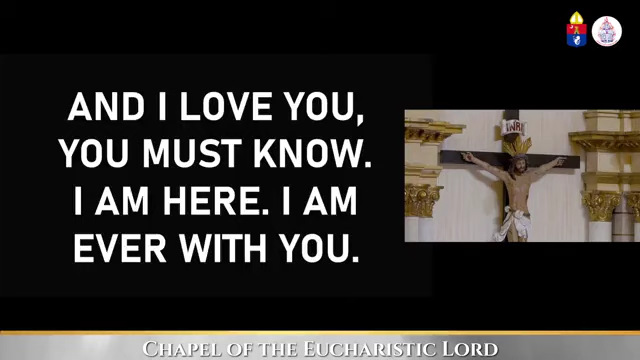 AND I LOVE YOU,
YOU MUST KNOW.
I AM HERE. I AM
EVER WITH YOU.
INRI
CHAPEL OF THE EUCHARISTIC LORD